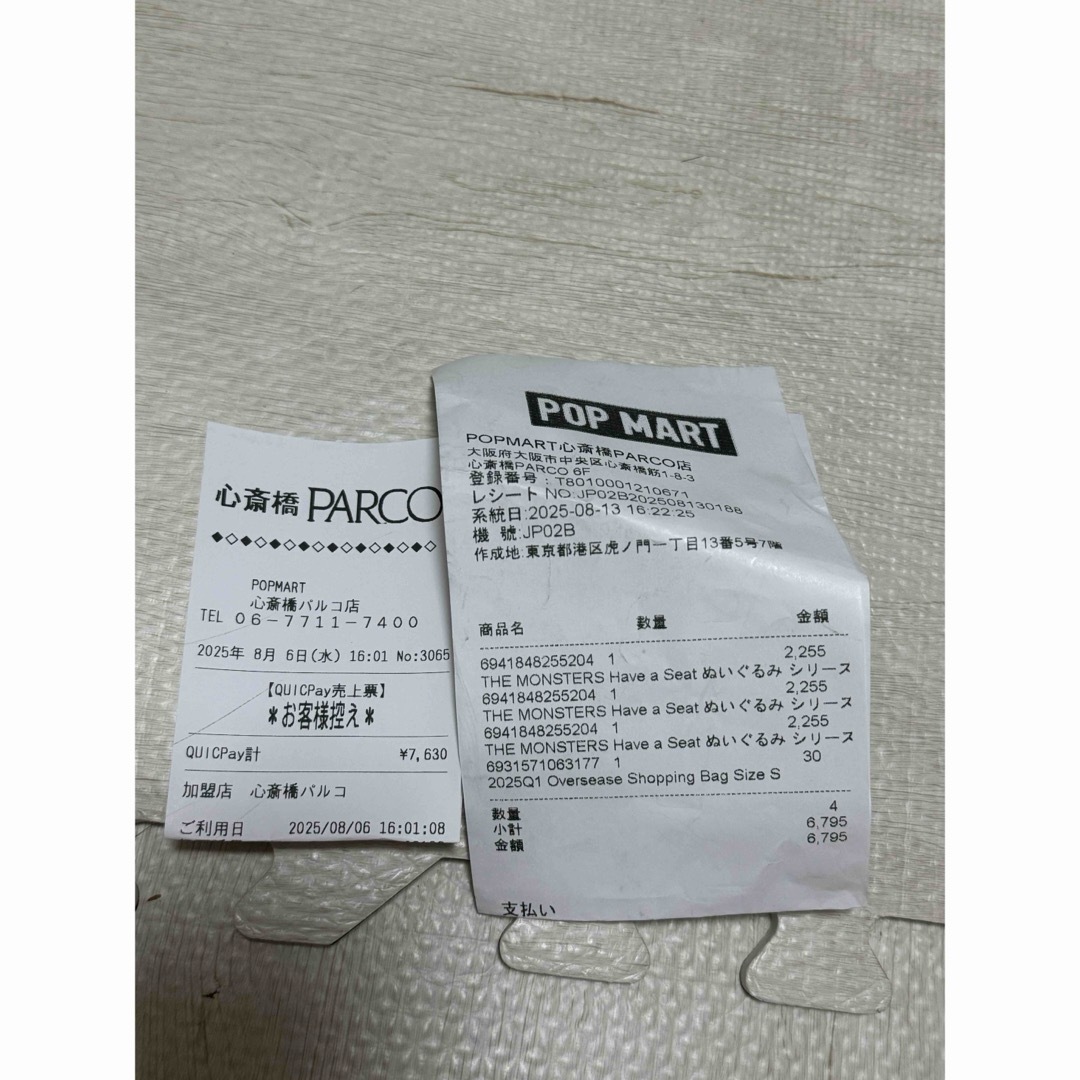 心斎橋 PARCO
◆◇◆◇◆◇◆◇◆◇◆◇◆◇◆◇
POPMART
心斎橋パルコ店
TEL 06-7711-7400
2025年 8月 6日(水) 16:01 No:3065
【QUICPay売上票】
*お客様控え*
QUICPay計 ¥7,630
加盟店 心斎橋パルコ
ご利用日 2025/08/06 16:01:08
POP MART
POPMART心斎橋PARCO店
大阪府大阪市中央区心斎橋筋1-8-3
心斎橋PARCO 6F
登録番号：T8010001210671
レシートNO:JP02B202508130188
系統日:2025-08-13 16:22:25
機 號:JP02B
作成地:東京都港区虎ノ門一丁目13番5号7階
商品名 数量 金額
6941848255204 1 2,255
THE MONSTERS Have a Seat ぬいぐるみ シリーズ
6941848255204 1 2,255
THE MONSTERS Have a Seat ぬいぐるみ シリーズ
6941848255204 1 2,255
THE MONSTERS Have a Seat ぬいぐるみ シリーズ
6931571063177 1 30
2025Q1 Oversease Shopping Bag Size S
数量 4
小計 6,795
金額 6,795
支払い